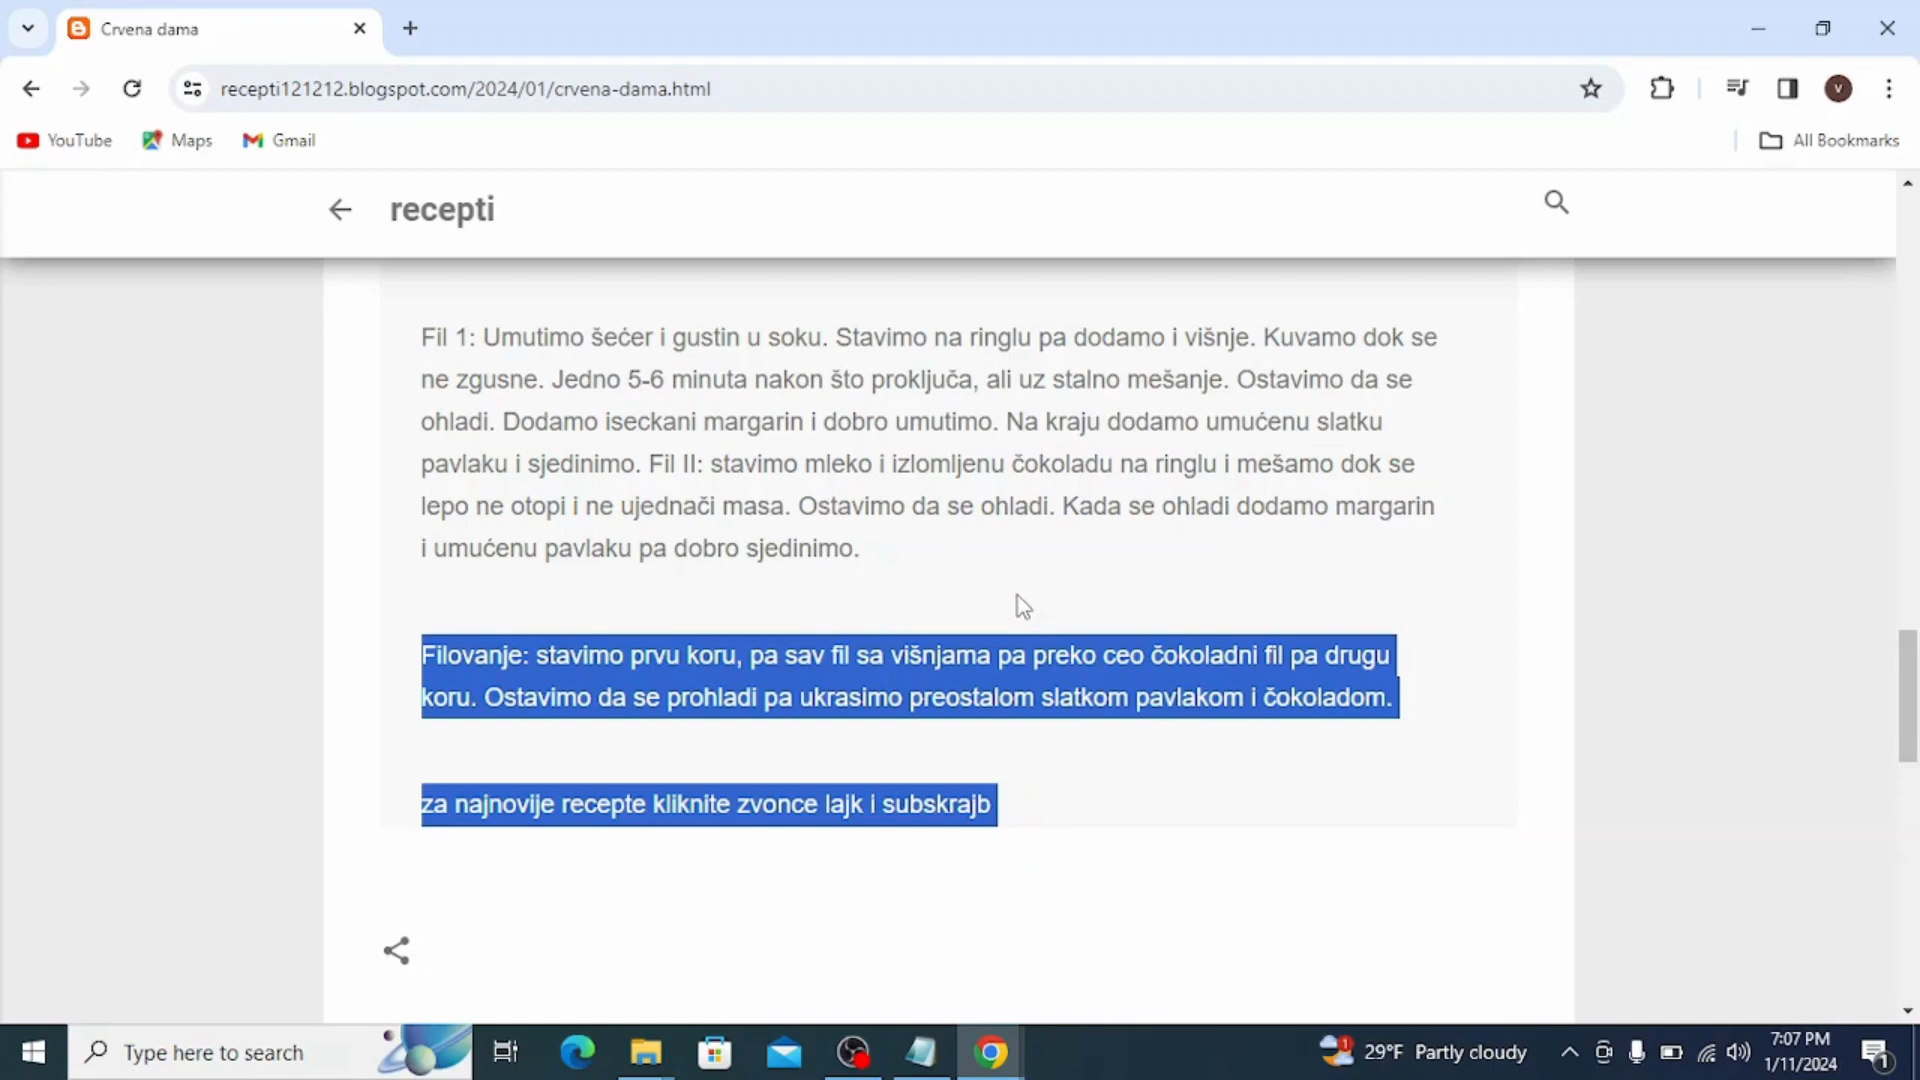 Crvena dama
recepti121212.blogspot.com/2024/01/crvena-dama.html
V
YouTube
Maps
Gmail
All Bookmarks
recepti
Fil 1: Umutimo šećer i gustin u soku. Stavimo na ringlu pa dodamo i višnje. Kuvamo dok se
ne zgusne. Jedno 5-6 minuta nakon što proključa, ali uz stalno mešanje. Ostavimo da se
ohladi. Dodamo iseckani margarin i dobro umutimo. Na kraju dodamo umućenu slatku
pavlaku i sjedinimo. Fil II: stavimo mleko i izlomljenu čokoladu na ringlu i mešamo dok se
lepo ne otopi i ne ujednači masa. Ostavimo da se ohladi. Kada se ohladi dodamo margarin
i umućenu pavlaku pa dobro sjedinimo.
Filovanje: stavimo prvu koru, pa sav fil sa višnjama pa preko ceo čokoladni fil pa drugu
koru. Ostavimo da se prohladi pa ukrasimo preostalom slatkom pavlakom i čokoladom.
za najnovije recepte kliknite zvonce lajk i subskrajb
Type here to search
1
29°F Partly cloudy
7:07 PM
1/11/2024
1